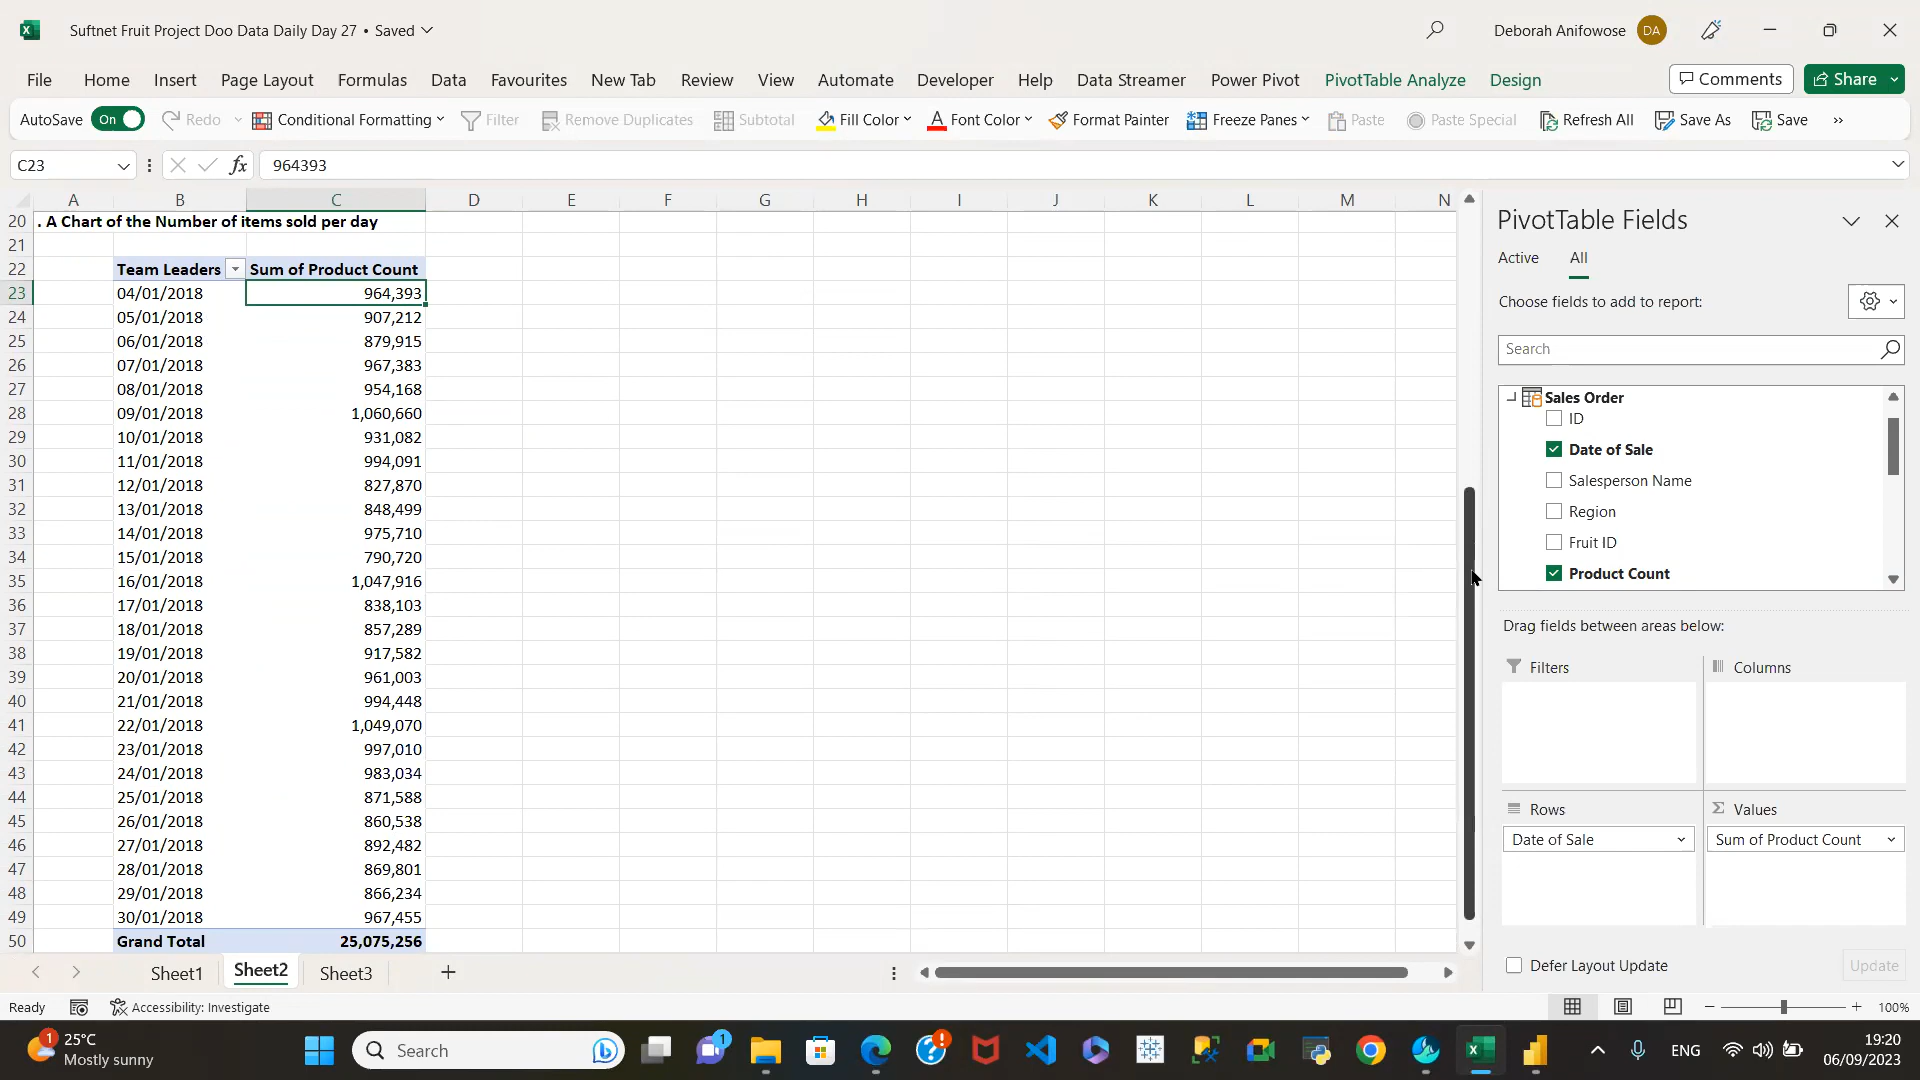 Suftnet Fruit Project Doo Data Daily Day 27 • Saved
Deborah Anifowose DA
File Home Insert Page Layout Formulas Data Favourites New Tab Review View Automate Developer Help Data Streamer Power Pivot PivotTable Analyze Design Comments Share
AutoSave On Redo Conditional Formatting Filter Remove Duplicates Subtotal Fill Color Font Color Format Painter Freeze Panes Paste Paste Special Refresh All Save As Save
C23 fx 964393
A B C D E F G H I J K L M N
20 . A Chart of the Number of items sold per day
21
22 Team Leaders Sum of Product Count
23 04/01/2018 964,393
24 05/01/2018 907,212
25 06/01/2018 879,915
26 07/01/2018 967,383
27 08/01/2018 954,168
28 09/01/2018 1,060,660
29 10/01/2018 931,082
30 11/01/2018 994,091
31 12/01/2018 827,870
32 13/01/2018 848,499
33 14/01/2018 975,710
34 15/01/2018 790,720
35 16/01/2018 1,047,916
36 17/01/2018 838,103
37 18/01/2018 857,289
38 19/01/2018 917,582
39 20/01/2018 961,003
40 21/01/2018 994,448
41 22/01/2018 1,049,070
42 23/01/2018 997,010
43 24/01/2018 983,034
44 25/01/2018 871,588
45 26/01/2018 860,538
46 27/01/2018 892,482
47 28/01/2018 869,801
48 29/01/2018 866,234
49 30/01/2018 967,455
50 Grand Total 25,075,256
PivotTable Fields
Active All
Choose fields to add to report:
Search
Sales Order
ID
Date of Sale
Salesperson Name
Region
Fruit ID
Product Count
Drag fields between areas below:
Filters Columns
Rows Values
Date of Sale Sum of Product Count
Defer Layout Update Update
Sheet1 Sheet2 Sheet3
Ready Accessibility: Investigate 100%
1 25°C
Mostly sunny
Search
1
ENG
19:20
06/09/2023